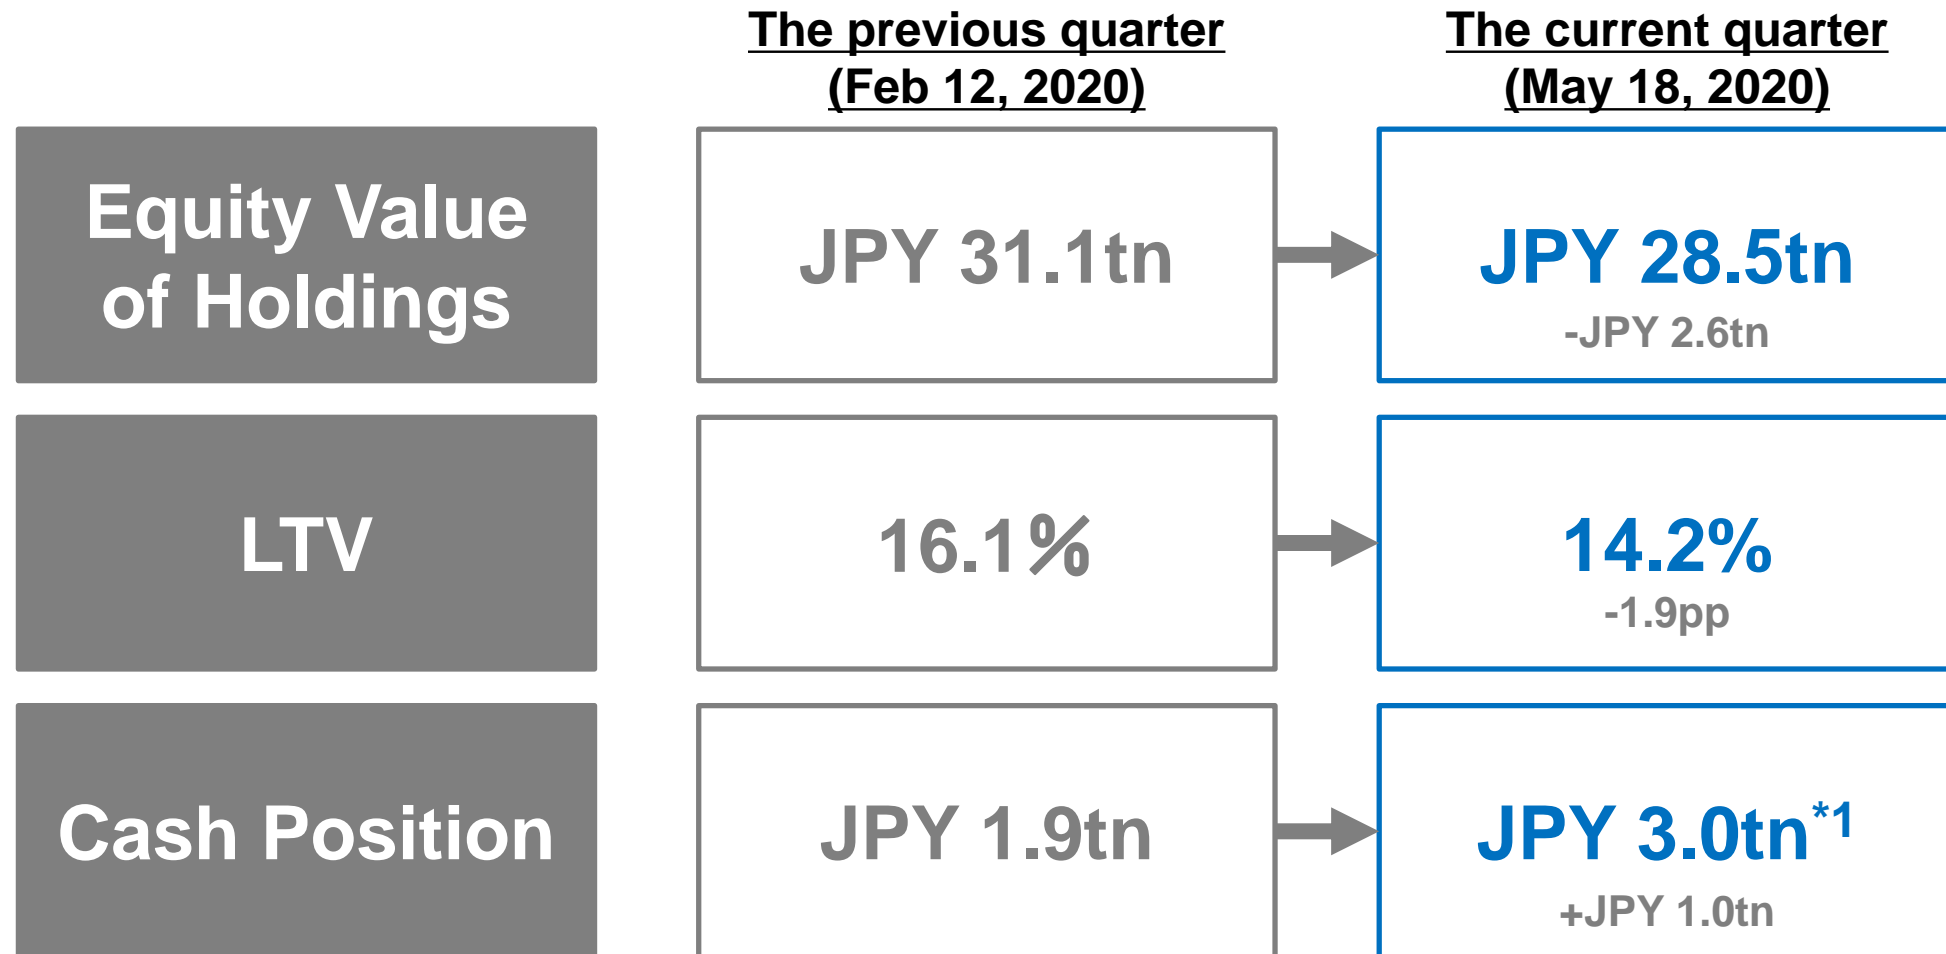 The previous quarter
(Feb 12, 2020)
The current quarter
(May 18, 2020)
Equity Value
of Holdings
JPY 31.1tn
JPY 28.5tn
-JPY 2.6tn
LTV
16.1%
14.2%
-1.9pp
Cash Position
JPY 1.9tn
JPY 3.0tn*1
+JPY 1.0tn